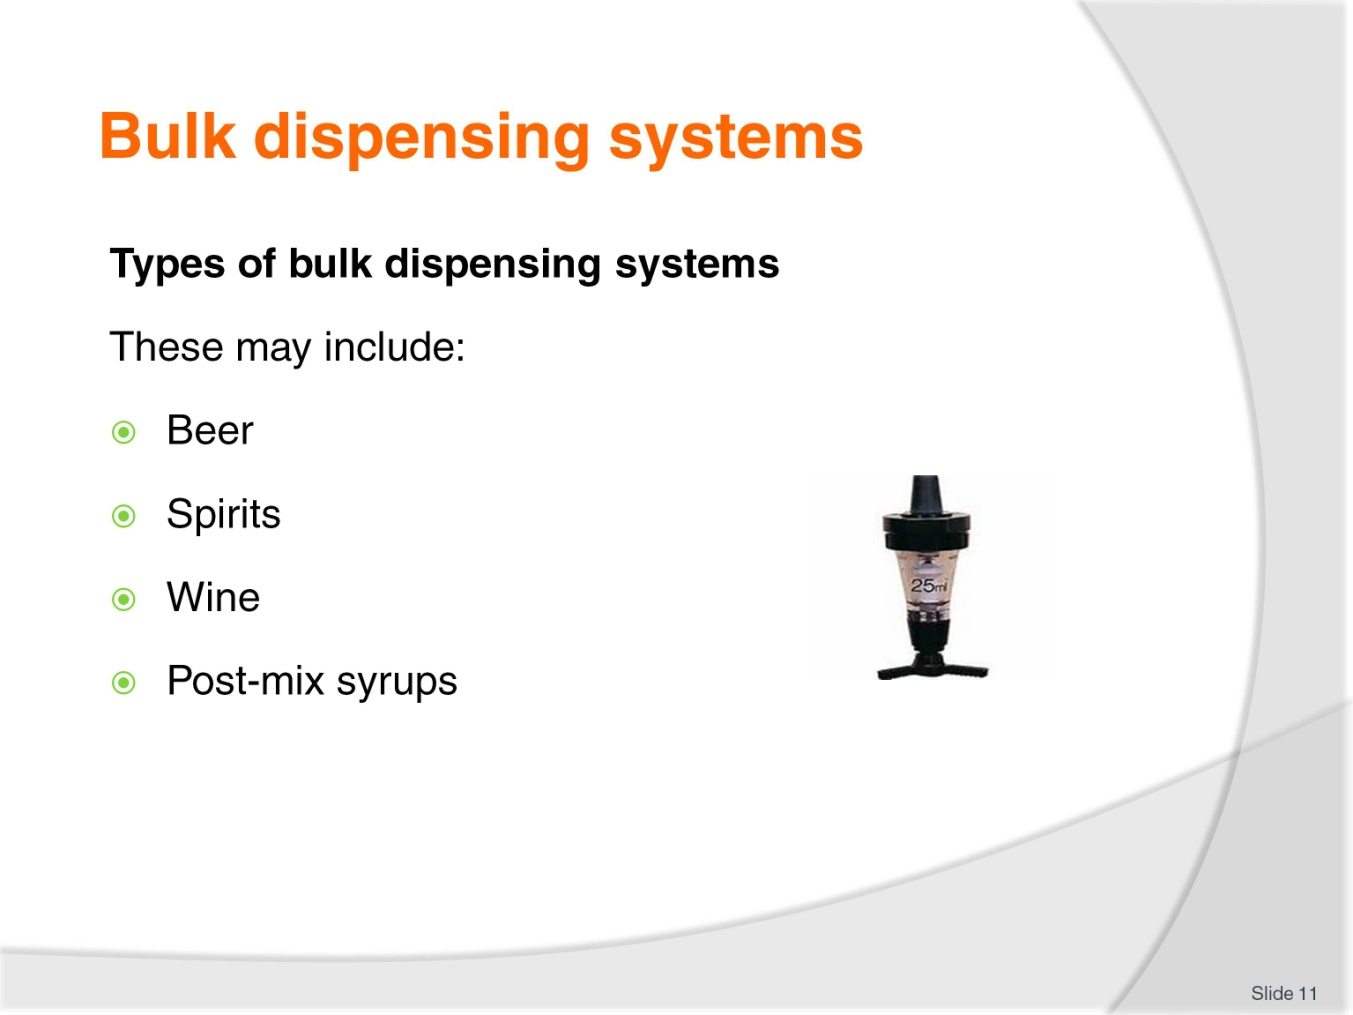 Bulk dispensing systems
Types of bulk dispensing systems
These may include:
Beer
Spirits
Wine
Post-mix syrups
25ml
Slide 11